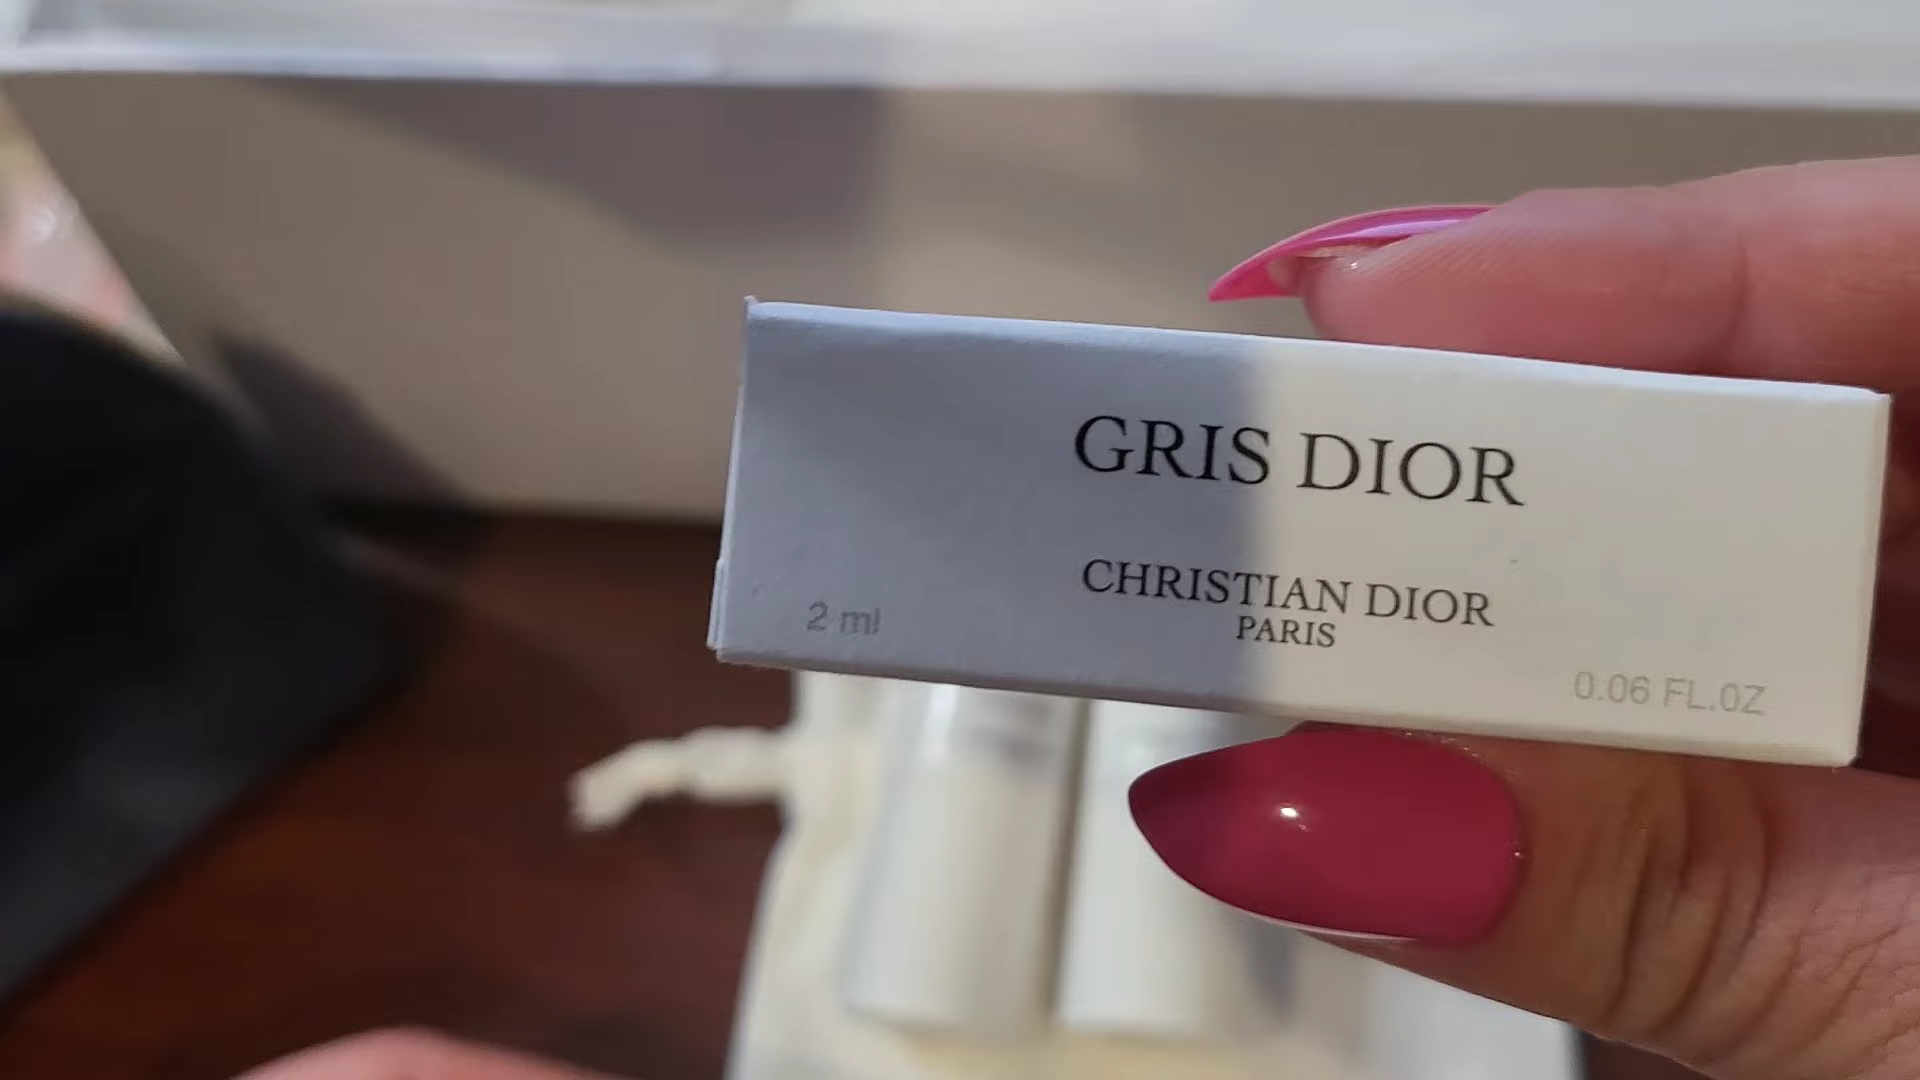 GRIS DIOR
CHRISTIAN DIOR
PARIS
2 ml
0.06 FL.OZ